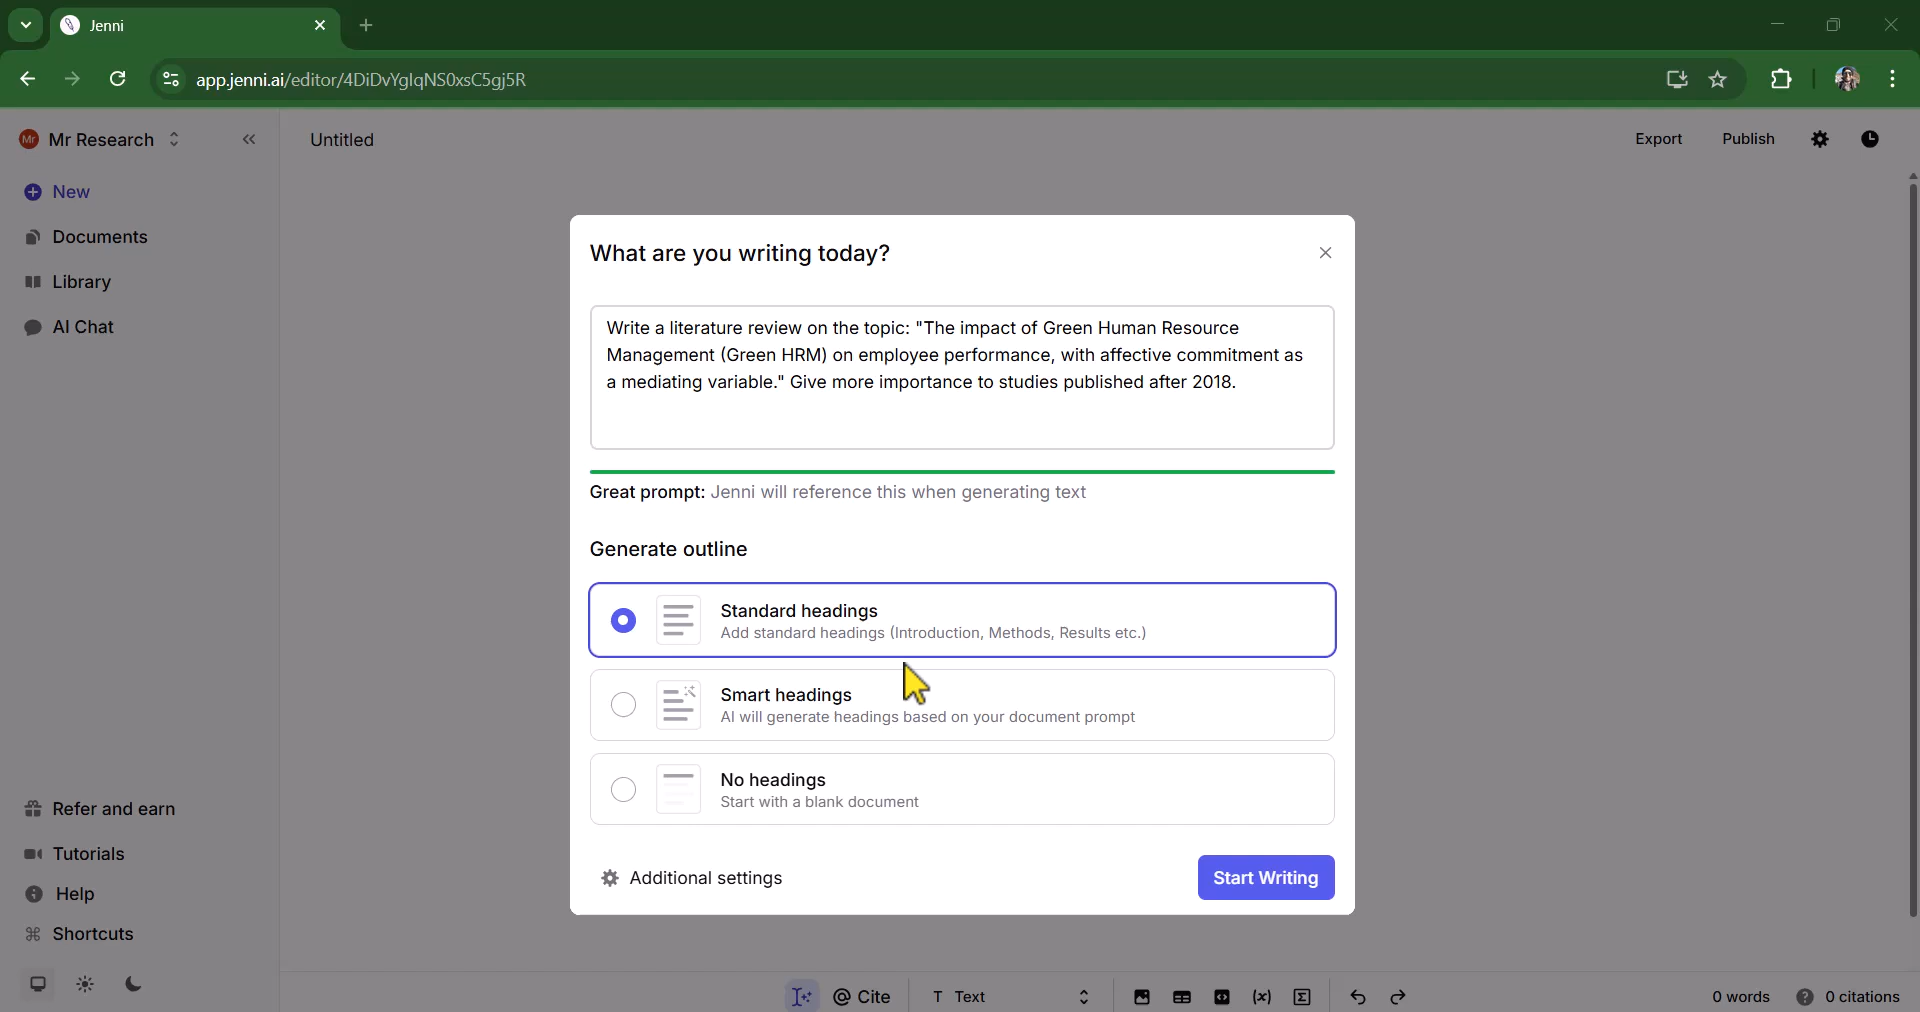 Jenni
app.jenni.ai/editor/4DiDvYglqNS0xsC5gj5R
Mr Mr Research
Untitled
Export
Publish
New
Documents
Library
AI Chat
What are you writing today?
Write a literature review on the topic: "The impact of Green Human Resource
Management (Green HRM) on employee performance, with affective commitment as
a mediating variable." Give more importance to studies published after 2018.
Great prompt: Jenni will reference this when generating text
Generate outline
Standard headings
Add standard headings (Introduction, Methods, Results etc.)
Smart headings
AI will generate headings based on your document prompt
No headings
Start with a blank document
Additional settings
Start Writing
Refer and earn
Tutorials
Help
Shortcuts
Cite
T Text
0 words
0 citations